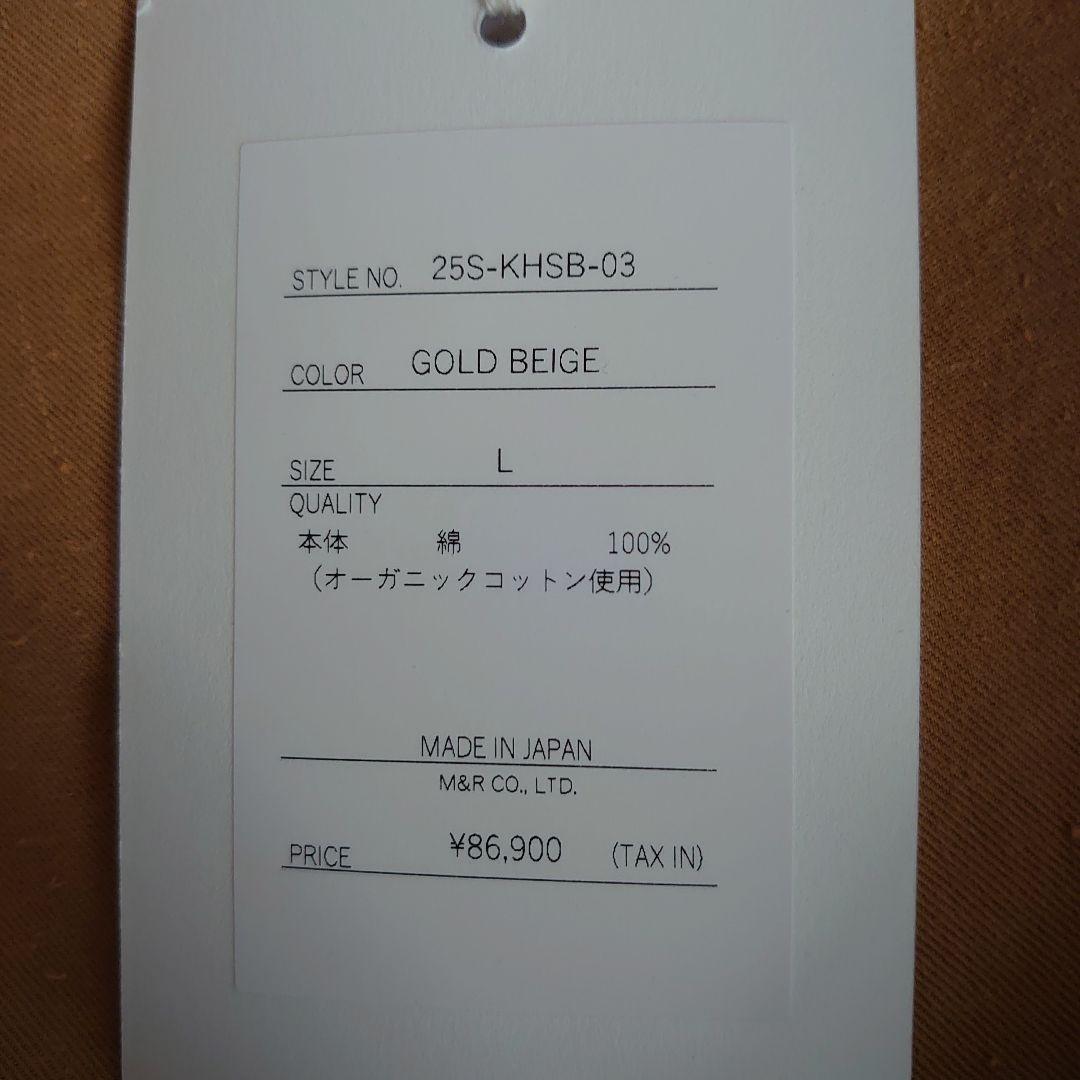 STYLE NO. 25S-KHSB-03
COLOR GOLD BEIGE
SIZE L
QUALITY
本体 綿 100%
(オーガニックコットン使用)
MADE IN JAPAN
M&R CO., LTD.
PRICE ¥86,900 (TAX IN)